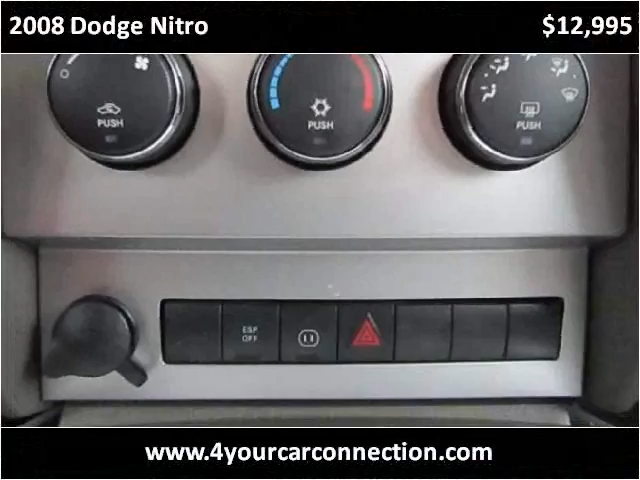 2008 Dodge Nitro $12,995
PUSH PUSH PUSH
ESP
OFF
www.4yourcarconnection.com